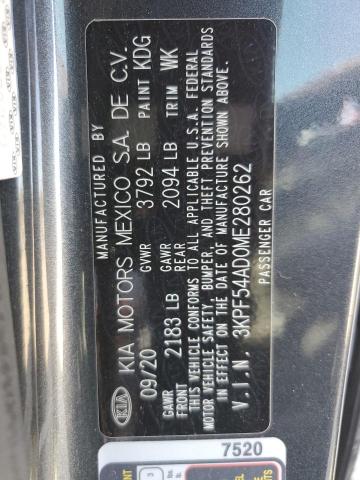 MANUFACTURED BY
KIA KIA MOTORS MEXICO S.A. DE C.V.
09/20 GVWR 3792 LB PAINT KDG
GAWR FRONT 2183 LB GAWR REAR 2094 LB TRIM WK
THIS VEHICLE CONFORMS TO ALL APPLICABLE U.S.A. FEDERAL
MOTOR VEHICLE SAFETY, BUMPER, AND THEFT PREVENTION STANDARDS
IN EFFECT ON THE DATE OF MANUFACTURE SHOWN ABOVE.
V.I.N. 3KPF54AD0ME280262
PASSENGER CAR
7520